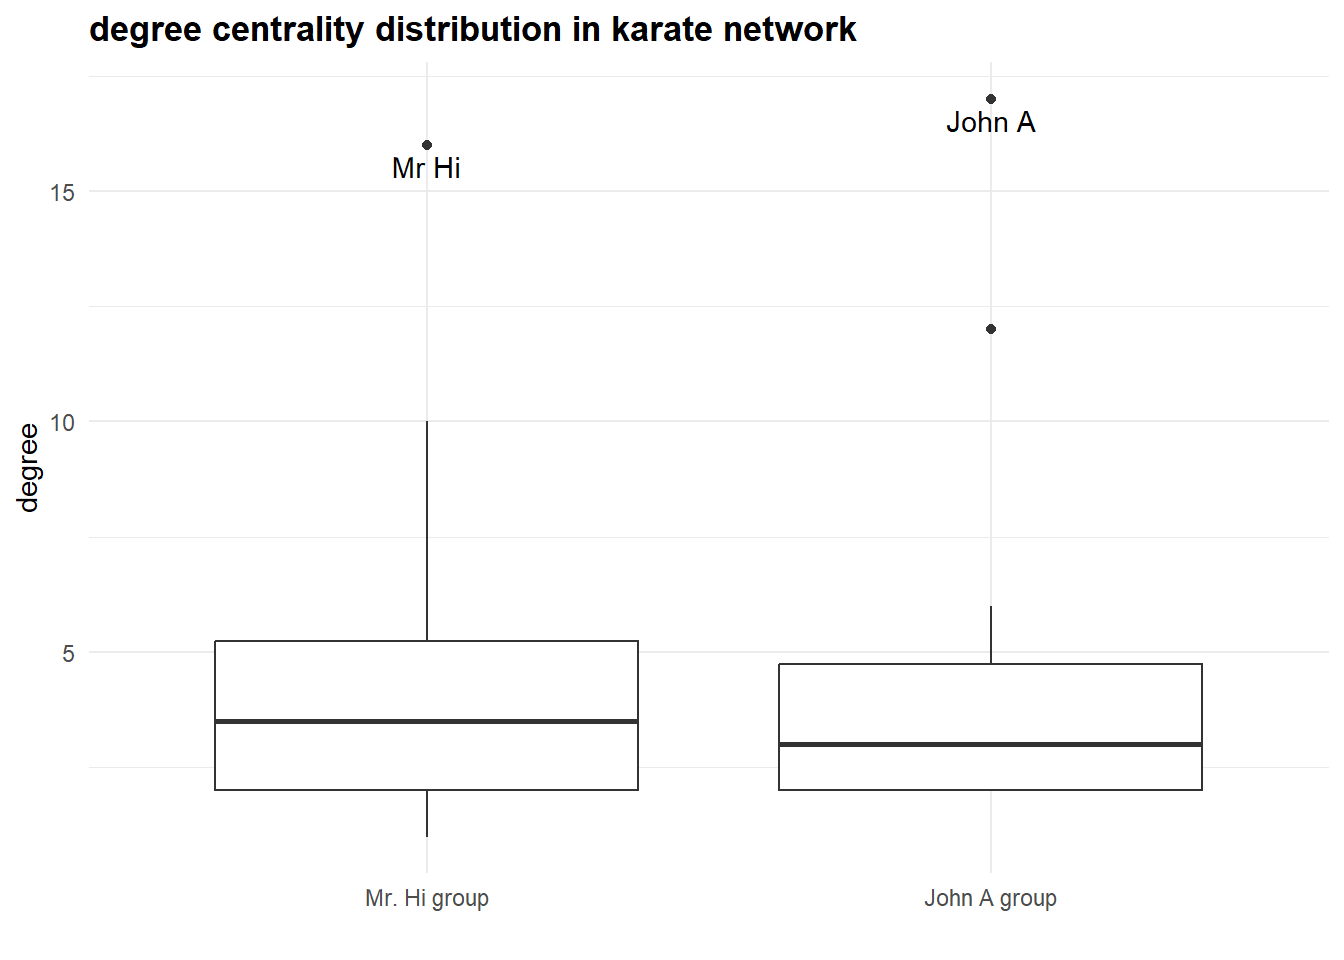 degree centrality distribution in karate network
John A
Mr Hi
15
10
5
degree
Mr. Hi group
John A group